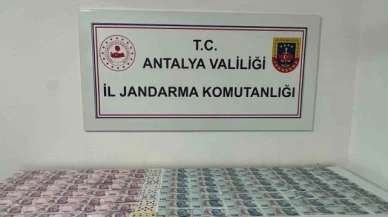 T.C.
ANTALYA VALİLİĞİ
İL JANDARMA KOMUTANLIĞI